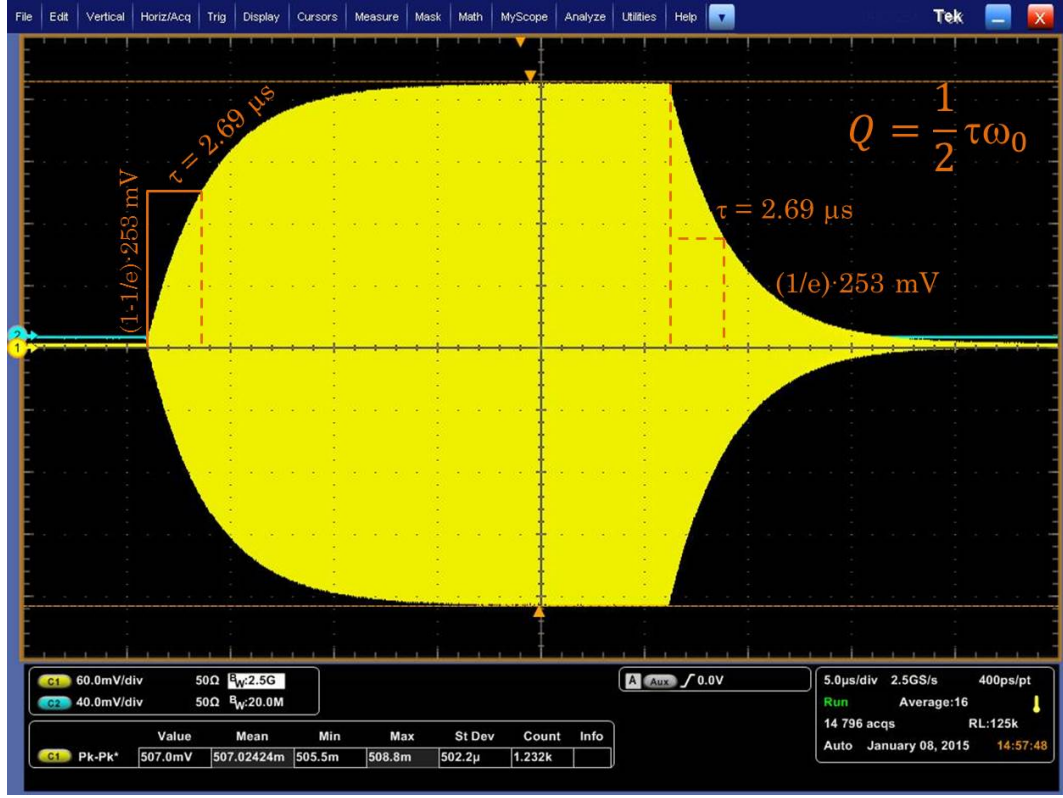 File Edit Vertical Horiz/Acq Trig Display Cursors Measure Mask Math MyScope Analyze Utilities Help Tek X
τ = 2.69 μs
(1-1/e)·253 mV
Q = 1/2 τω₀
τ = 2.69 μs
(1/e)·253 mV
2
1
C1 60.0mV/div 50Ω BW:2.5G
C2 40.0mV/div 50Ω BW:20.0M
A Aux 0.0V
5.0μs/div 2.5GS/s 400ps/pt
Run Average:16
14 796 acqs RL:125k
Auto January 08, 2015 14:57:48
Value Mean Min Max St Dev Count Info
C1 Pk-Pk* 507.0mV 507.02424m 505.5m 508.8m 502.2μ 1.232k